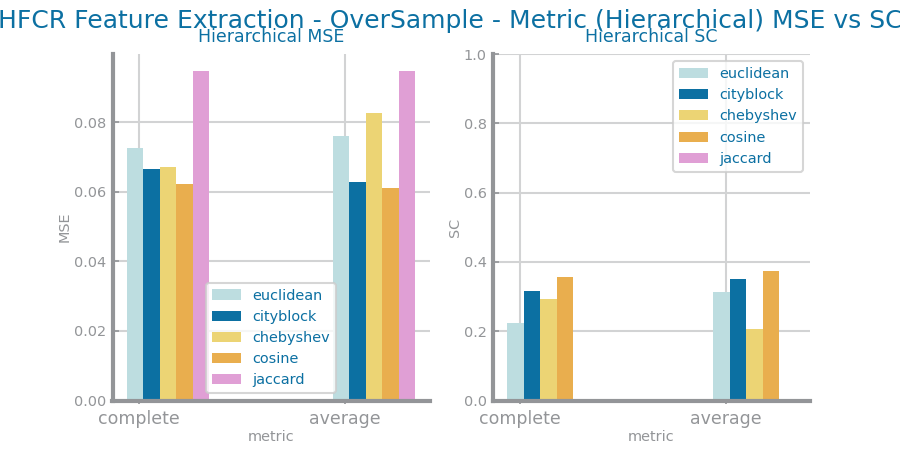 HFCR Feature Extraction - OverSample - Metric (Hierarchical) MSE vs SC
Hierarchical MSE
MSE
0.08
0.06
0.04
0.02
0.00
complete
average
metric
euclidean
cityblock
chebyshev
cosine
jaccard
Hierarchical SC
SC
1.0
0.8
0.6
0.4
0.2
0.0
complete
average
metric
euclidean
cityblock
chebyshev
cosine
jaccard